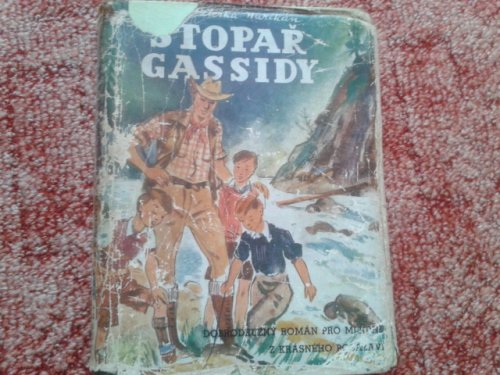 STOPAŘ
GASSIDY
DOBRODRUŽNÝ ROMÁN PRO MLÁDEŽ
Z KRÁSNÉHO